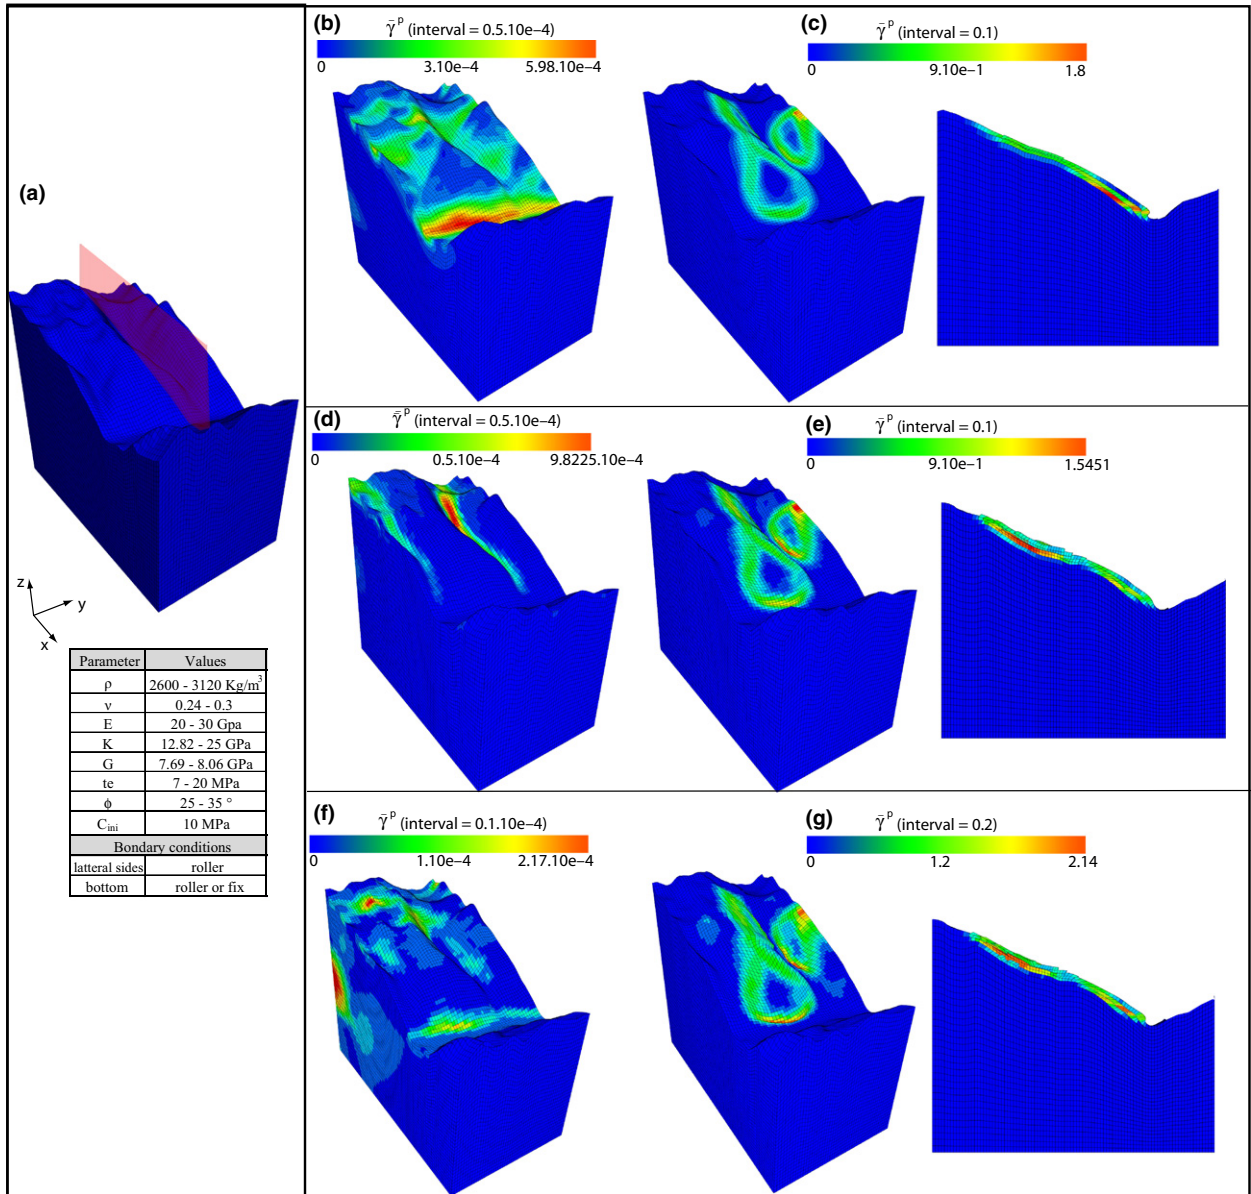 (a)
z
y
x
Parameter Values
ρ 2600 - 3120 Kg/m³
ν 0.24 - 0.3
E 20 - 30 Gpa
K 12.82 - 25 GPa
G 7.69 - 8.06 GPa
te 7 - 20 MPa
ϕ 25 - 35 °
C_ini 10 MPa
Bondary conditions
latteral sides roller
bottom roller or fix
(b)
γ̄ᵖ (interval = 0.5.10e−4)
0 3.10e−4 5.98.10e−4
(c)
γ̄ᵖ (interval = 0.1)
0 9.10e−1 1.8
(d)
γ̄ᵖ (interval = 0.5.10e−4)
0 0.5.10e−4 9.8225.10e−4
(e)
γ̄ᵖ (interval = 0.1)
0 9.10e−1 1.5451
(f)
γ̄ᵖ (interval = 0.1.10e−4)
0 1.10e−4 2.17.10e−4
(g)
γ̄ᵖ (interval = 0.2)
0 1.2 2.14